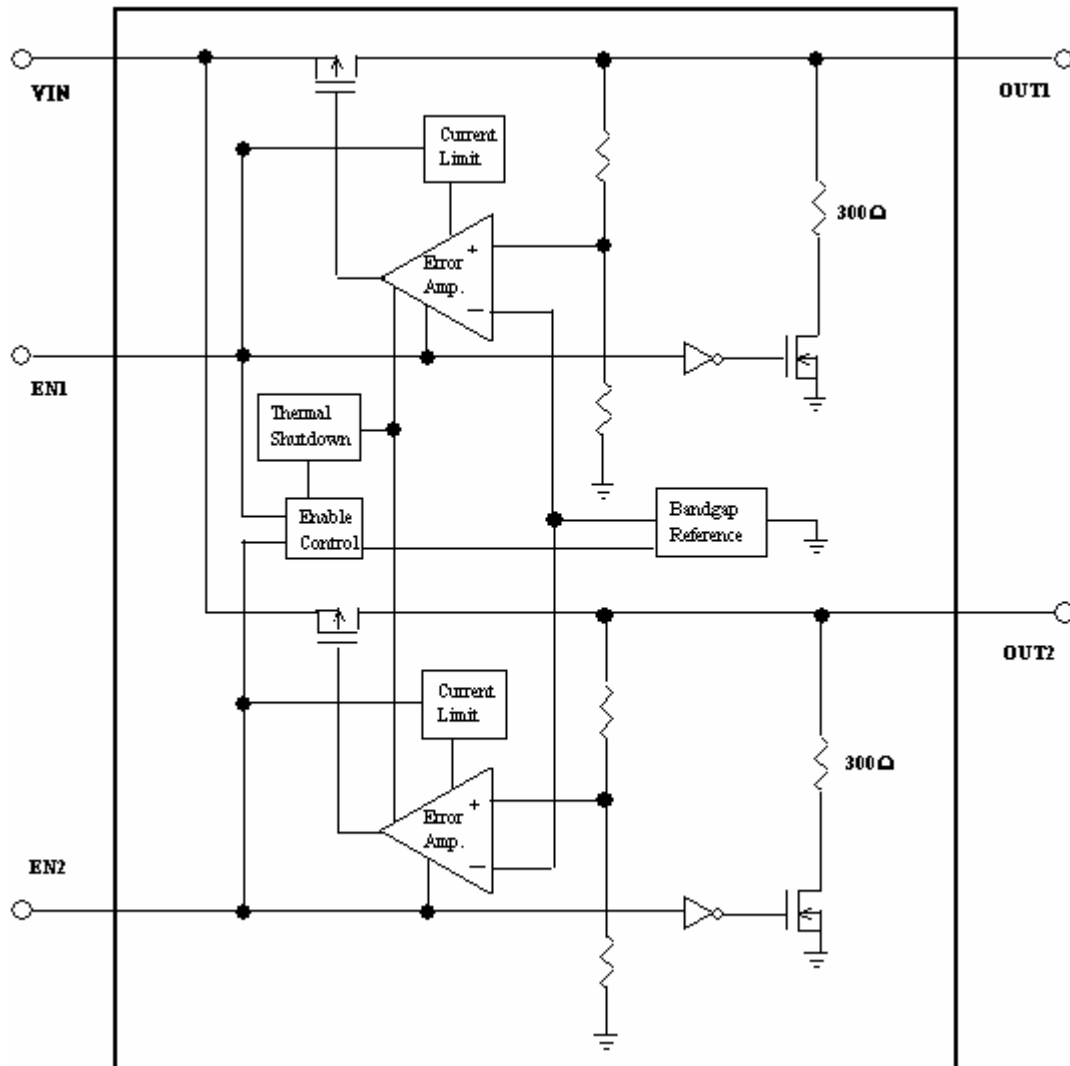 VIN
OUT1
Current
Limit
300Ω
+
Error
Amp.
—
EN1
Thermal
Shutdown
Enable
Control
Bandgap
Reference
OUT2
Current
Limit
300Ω
+
Error
Amp.
—
EN2